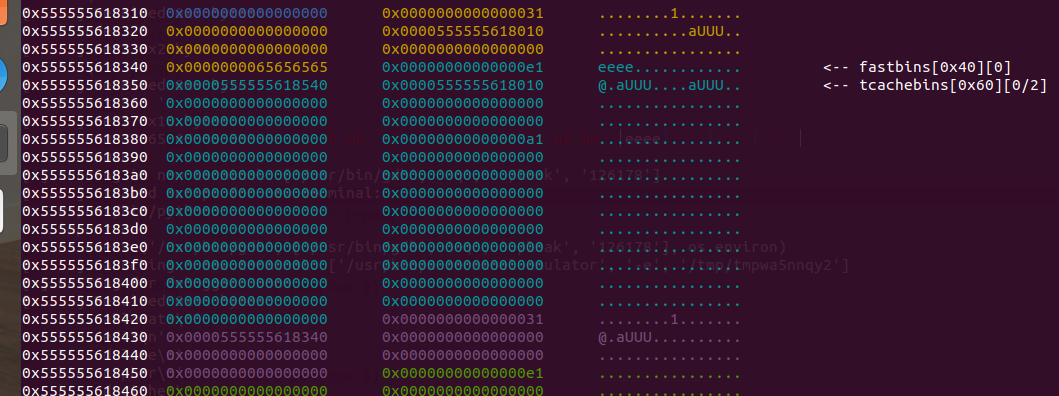 0x555555618310 0x0000000000000000 0x0000000000000031 ........1.......
0x555555618320 0x0000000000000000 0x0000555555618010 ..........aUUU..
0x555555618330 0x0000000000000000 0x0000000000000000 ................
0x555555618340 0x0000000065656565 0x00000000000000e1 eeee............ <-- fastbins[0x40][0]
0x555555618350 0x0000555555618540 0x0000555555618010 @.aUUU....aUUU.. <-- tcachebins[0x60][0/2]
0x555555618360 0x0000000000000000 0x0000000000000000 ................
0x555555618370 0x0000000000000000 0x0000000000000000 ................
0x555555618380 0x0000000000000000 0x00000000000000a1 ................
0x555555618390 0x0000000000000000 0x0000000000000000 ................
0x5555556183a0 0x0000000000000000 0x0000000000000000 ................
0x5555556183b0 0x0000000000000000 0x0000000000000000 ................
0x5555556183c0 0x0000000000000000 0x0000000000000000 ................
0x5555556183d0 0x0000000000000000 0x0000000000000000 ................
0x5555556183e0 0x0000000000000000 0x0000000000000000 ................
0x5555556183f0 0x0000000000000000 0x0000000000000000 ................
0x555555618400 0x0000000000000000 0x0000000000000000 ................
0x555555618410 0x0000000000000000 0x0000000000000000 ................
0x555555618420 0x0000000000000000 0x0000000000000031 ........1.......
0x555555618430 0x0000555555618340 0x0000000000000000 @.aUUU..........
0x555555618440 0x0000000000000000 0x0000000000000000 ................
0x555555618450 0x0000000000000000 0x00000000000000e1 ................
0x555555618460 0x0000000000000000 0x0000000000000000 ................